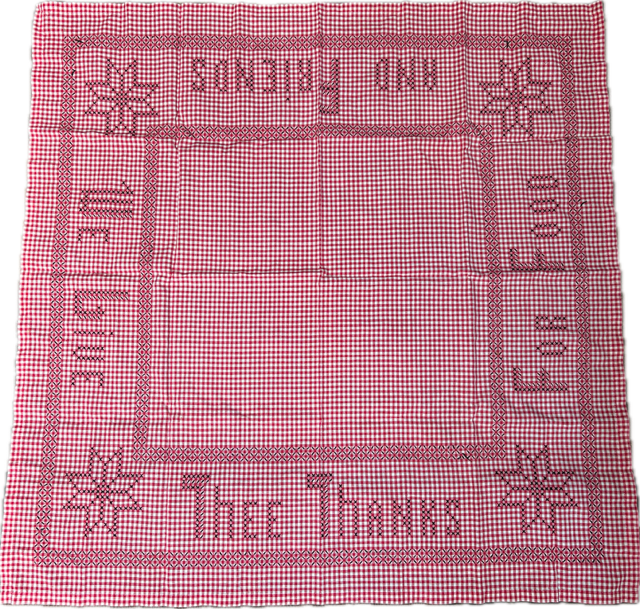 We Give
Thee Thanks
For Food
And Friends